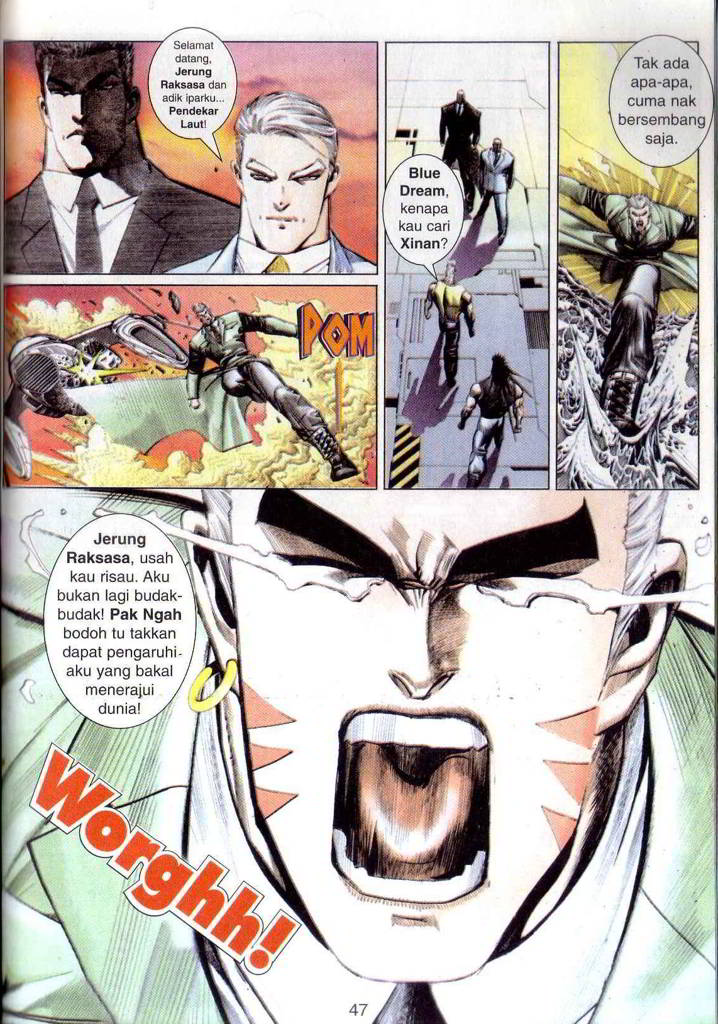 Selamat
datang,
Jerung
Raksasa dan
adik iparku...
Pendekar
Laut!
Blue
Dream,
kenapa
kau cari
Xinan?
Tak ada
apa-apa,
cuma nak
bersembang
saja.
POM
Jerung
Raksasa, usah
kau risau. Aku
bukan lagi budak-
budak! Pak Ngah
bodoh tu takkan
dapat pengaruhi-
aku yang bakal
menerajui
dunia!
Worghh!
47